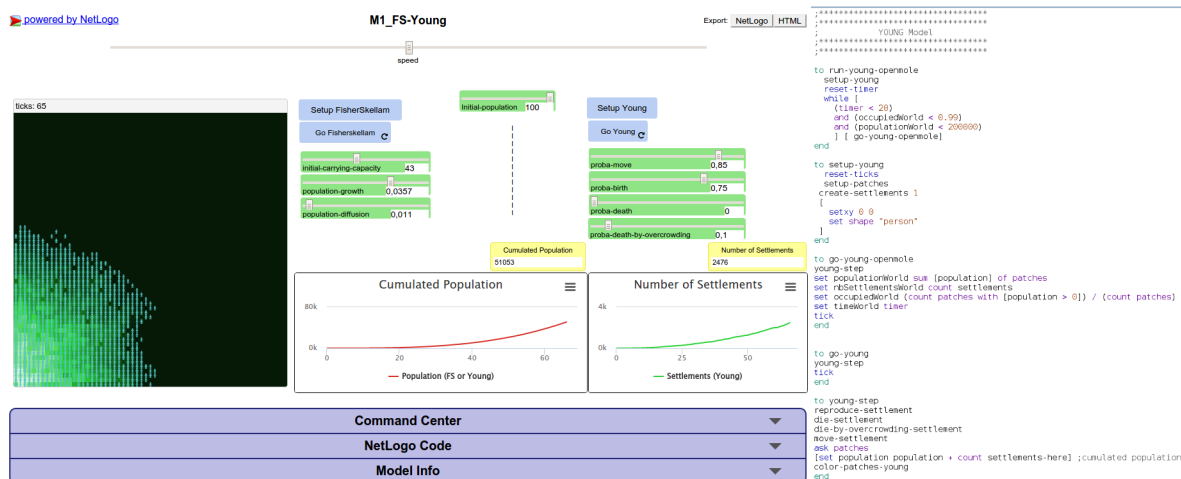 powered by NetLogo
M1_FS-Young
Export: NetLogo HTML
speed
ticks: 65
Setup FisherSkellam
Go Fisherskellam
initial-carrying-capacity 43
population-growth 0,0357
population-diffusion 0,011
Initial-population 100
Setup Young
Go Young
proba-move 0,85
proba-birth 0,75
proba-death 0
proba-death-by-overcrowding 0,1
Cumulated Population
51053
Number of Settlements
2476
Cumulated Population
80k
0k
0 20 40 60
Population (FS or Young)
Number of Settlements
4k
0k
0 25 50
Settlements (Young)
Command Center
NetLogo Code
Model Info
;*********************************
;*********************************
; YOUNG Model
;*********************************
;*********************************
to run-young-openmole
setup-young
reset-timer
while [
(timer < 20)
and (occupiedWorld < 0.99)
and (populationWorld < 200000)
] [ go-young-openmole]
end
to setup-young
reset-ticks
setup-patches
create-settlements 1
[
setxy 0 0
set shape "person"
]
end
to go-young-openmole
young-step
set populationWorld sum [population] of patches
set nbSettlementsWorld count settlements
set occupiedWorld (count patches with [population > 0]) / (count patches)
set timeWorld timer
tick
end
to go-young
young-step
tick
end
to young-step
reproduce-settlement
die-settlement
die-by-overcrowding-settlement
move-settlement
ask patches
[set population population + count settlements-here] ;cumulated population
color-patches-young
end